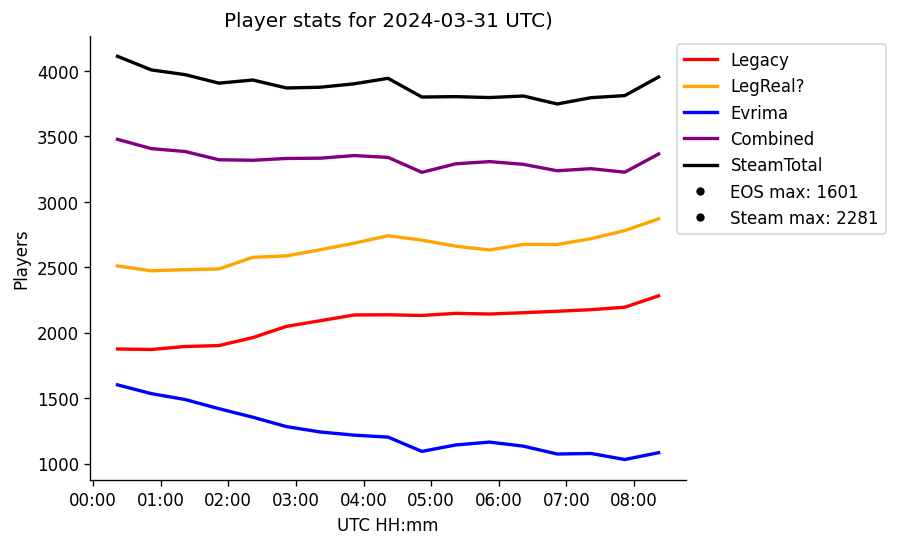 Player stats for 2024-03-31 UTC)
Legacy
LegReal?
Evrima
Combined
SteamTotal
EOS max: 1601
Steam max: 2281
Players
4000
3500
3000
2500
2000
1500
1000
00:00 01:00 02:00 03:00 04:00 05:00 06:00 07:00 08:00
UTC HH:mm